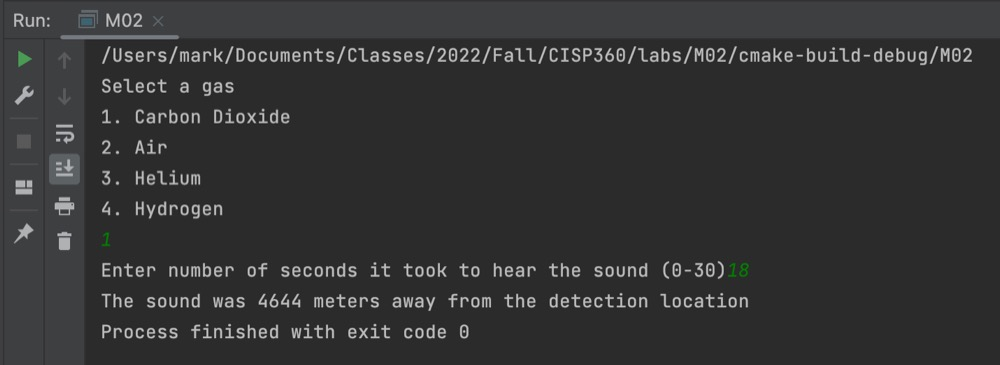 Run: M02
/Users/mark/Documents/Classes/2022/Fall/CISP360/labs/M02/cmake-build-debug/M02
Select a gas
1. Carbon Dioxide
2. Air
3. Helium
4. Hydrogen
1
Enter number of seconds it took to hear the sound (0-30)18
The sound was 4644 meters away from the detection location
Process finished with exit code 0